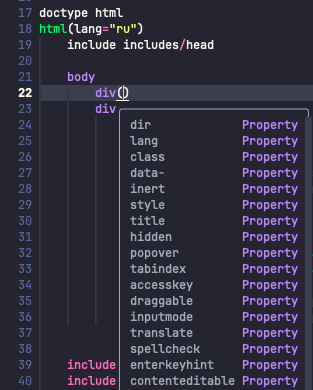 17 doctype html
18 html(lang="ru")
19 include includes/head
20
21 body
22 div()
23 div
24 dir Property
25 lang Property
26 class Property
27 data- Property
28 inert Property
29 style Property
30 title Property
31 hidden Property
32 popover Property
33 tabindex Property
34 accesskey Property
35 draggable Property
36 inputmode Property
37 translate Property
38 spellcheck Property
39 include enterkeyhint Property
40 include contenteditable Property